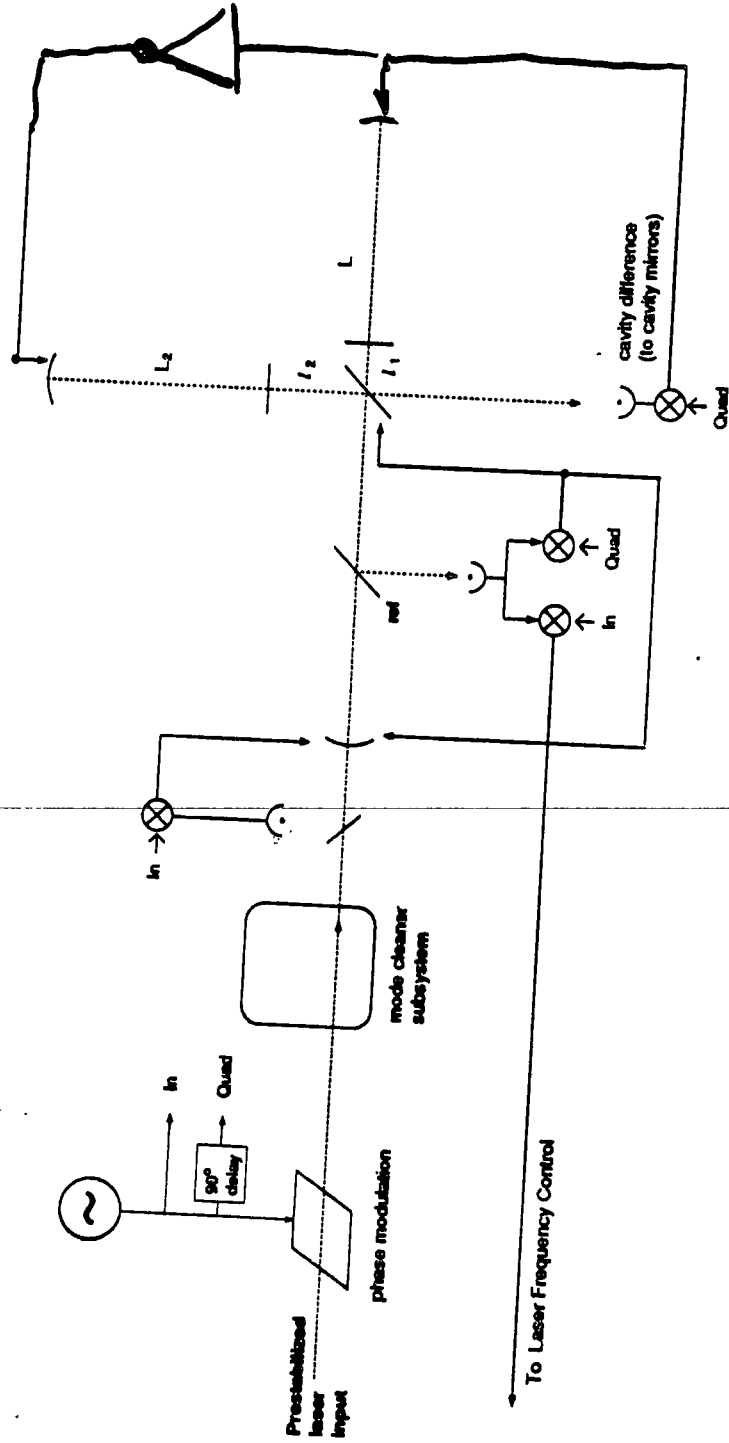 Prestabilized
laser
input
~
In
90°
delay
Quad
phase modulation
mode cleaner
subsystem
In
ref
In
Quad
L₂
l₂
l₁
L
cavity difference
(to cavity mirrors)
Quad
To Laser Frequency Control